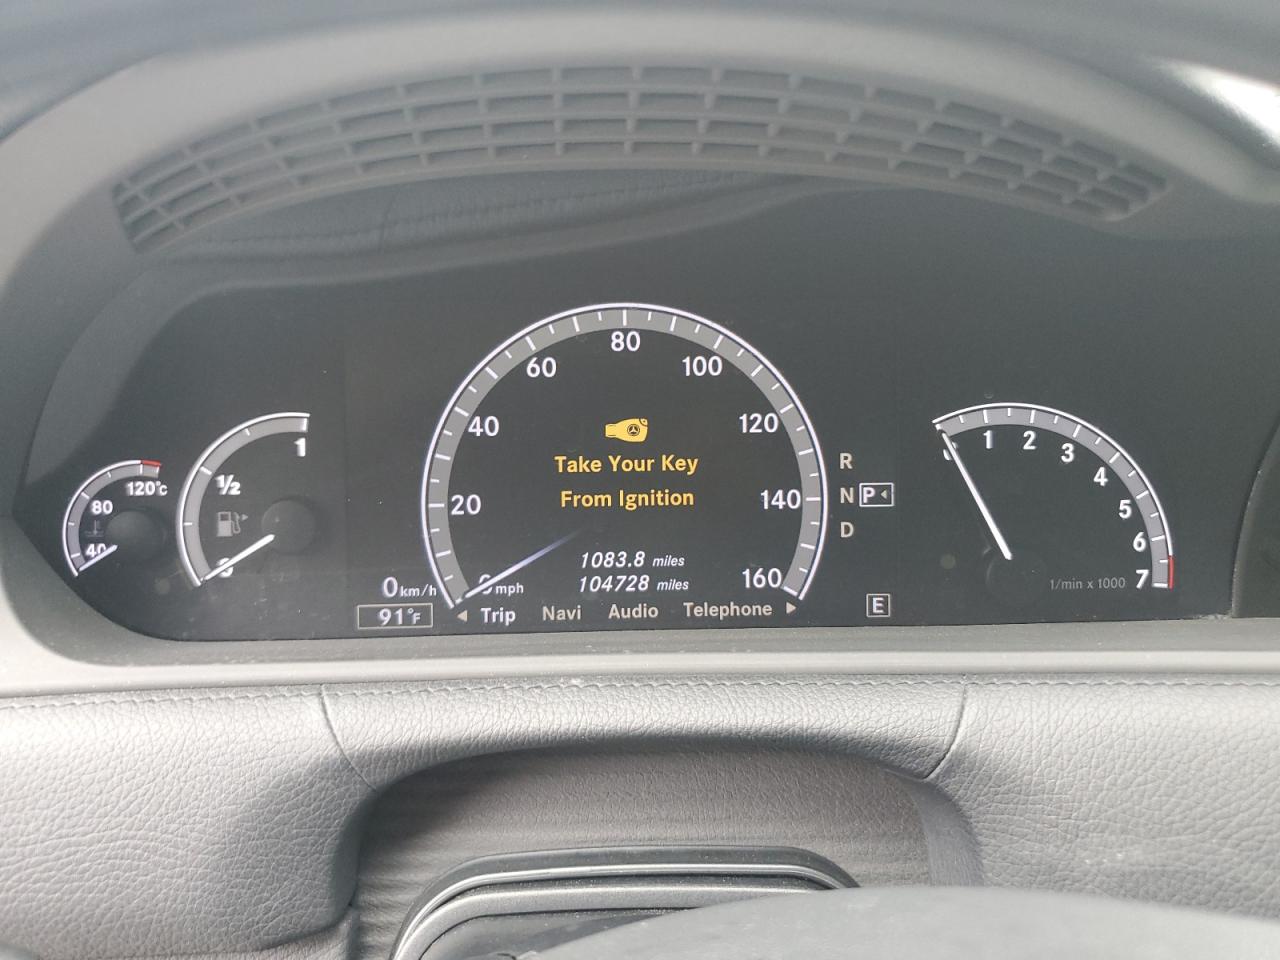 120°c
80
40
1
1/2
0 km/h
91°F
20
40
60
80
100
120
140
160
Take Your Key
From Ignition
mph
1083.8 miles
104728 miles
Trip Navi Audio Telephone
R
N P
D
E
1
2
3
4
5
6
7
1/min x 1000